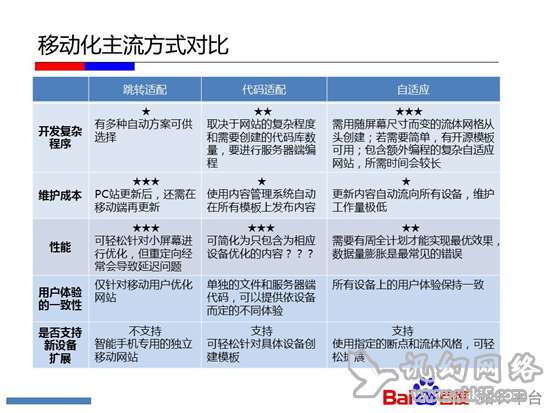 移动化主流方式对比
跳转适配
代码适配
自适应
开发复杂
程序
★
有多种自动方案可供
选择
★★
取决于网站的复杂程度
和需要创建的代码库数
量，要进行服务器端编
程
★★★
需用随屏幕尺寸而变的流体网格从
头创建；若需要简单，有开源模板
可用；包含额外编程的复杂自适应
网站，所需时间会较长
维护成本
★★★
PC站更新后，还需在
移动端再更新
★
使用内容管理系统自动
在所有模板上发布内容
★
更新内容自动流向所有设备，维护
工作量极低
性能
★★★
可轻松针对小屏幕进
行优化，但重定向经
常会导致延迟问题
★★★
可简化为只包含为相应
设备优化的内容？？？
★★
需要有周全计划才能实现最优效果，
数据量膨胀是最常见的错误
用户体验
的一致性
仅针对移动用户优化
网站
单独的文件和服务器端
代码，可以提供依设备
而定的不同体验
所有设备上的用户体验保持一致
是否支持
新设备
扩展
不支持
智能手机专用的独立
移动网站
支持
可轻松针对具体设备创
建模板
支持
使用指定的断点和流体风格，可轻
松扩展
讯幻网络
Bai
平台